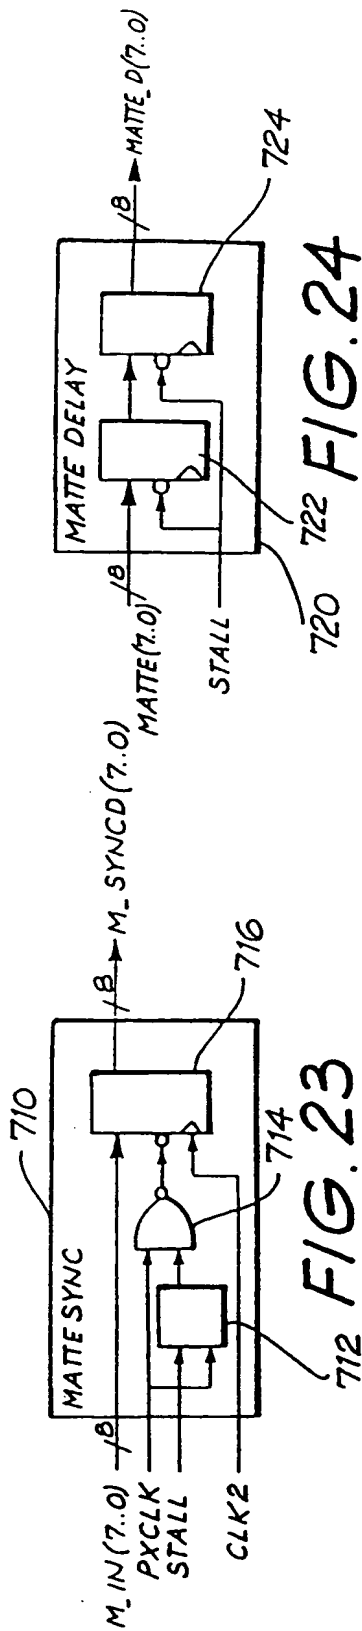 710
MATTE SYNC
M_IN (7..0)
8
PXCLK
STALL
CLK2
8
M_SYNCD (7..0)
712
714
716
FIG. 23
MATTE DELAY
MATTE(7..0)
8
STALL
8
MATTE_D(7..0)
720
722
724
FIG. 24